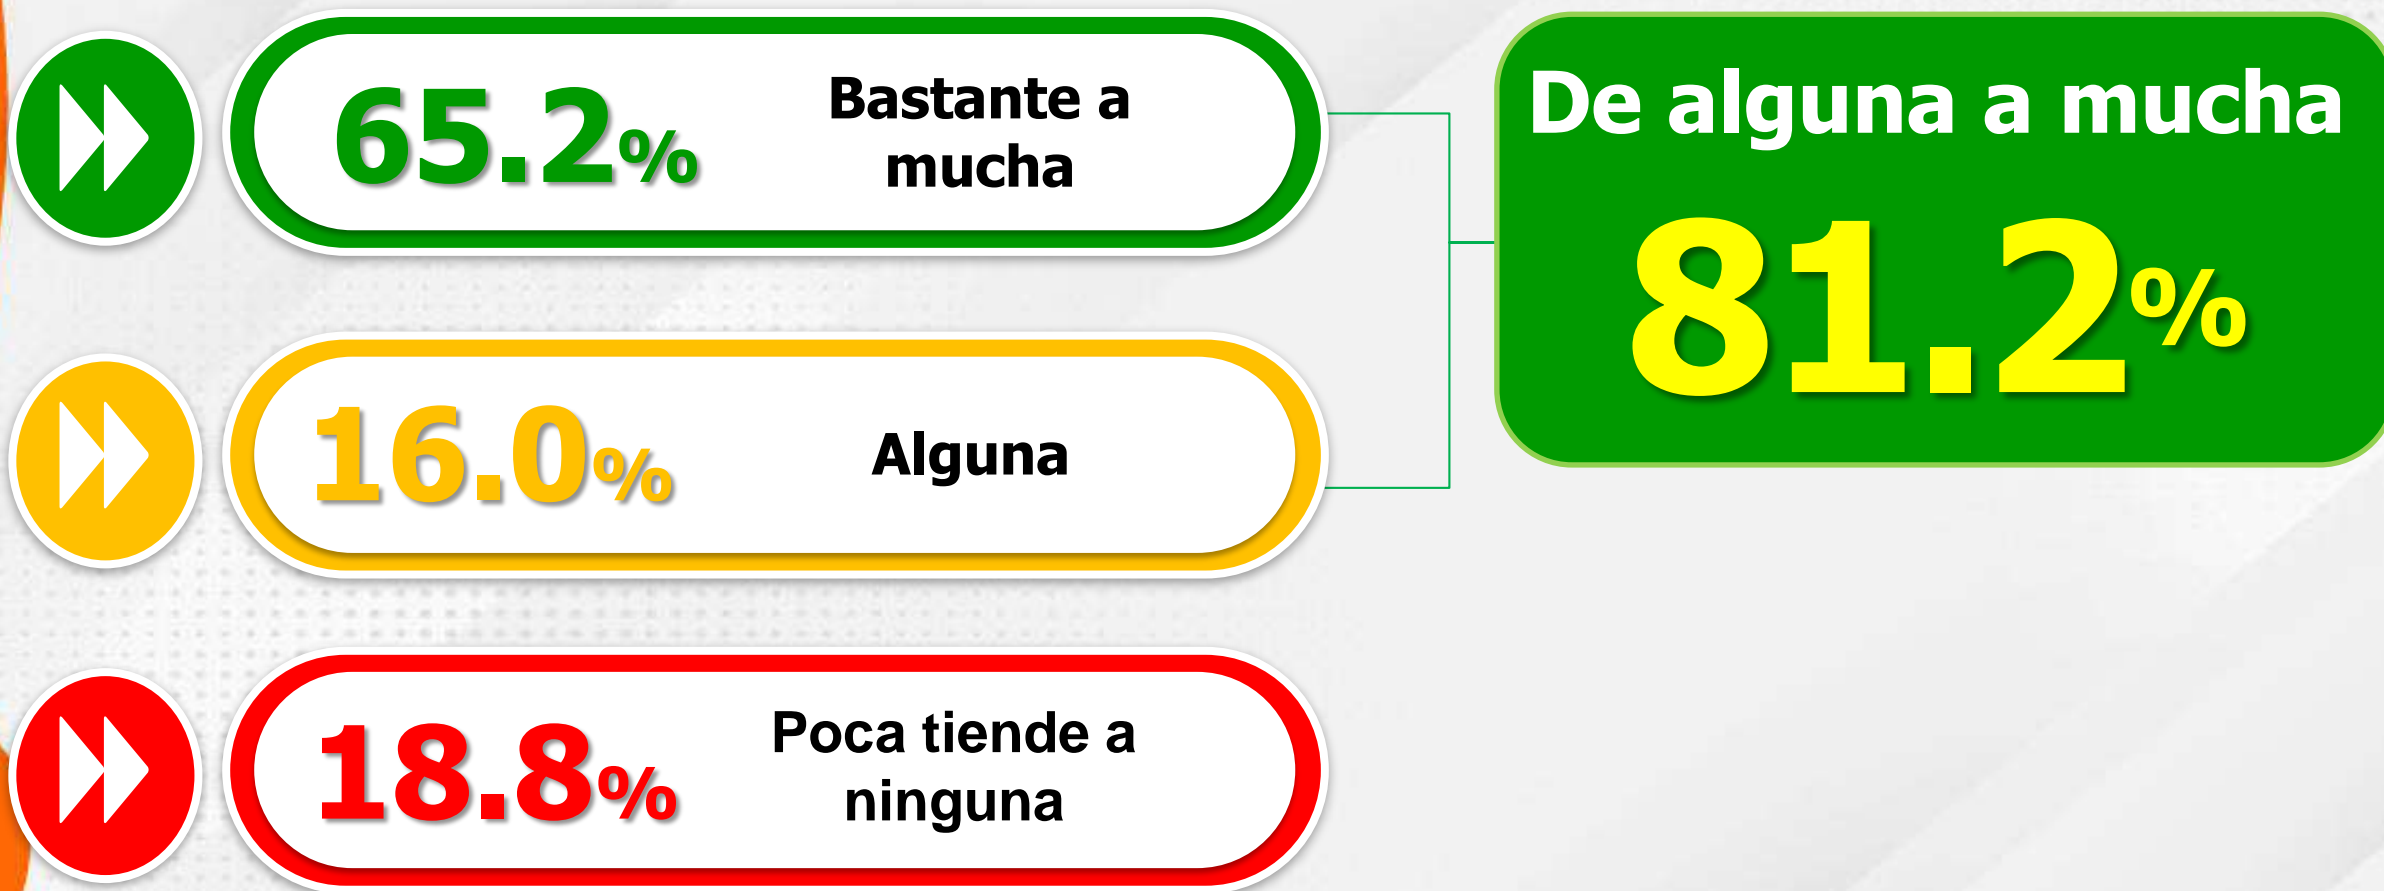 65.2%
Bastante a
mucha
De alguna a mucha
81.2%
16.0%
Alguna
18.8%
Poca tiende a
ninguna